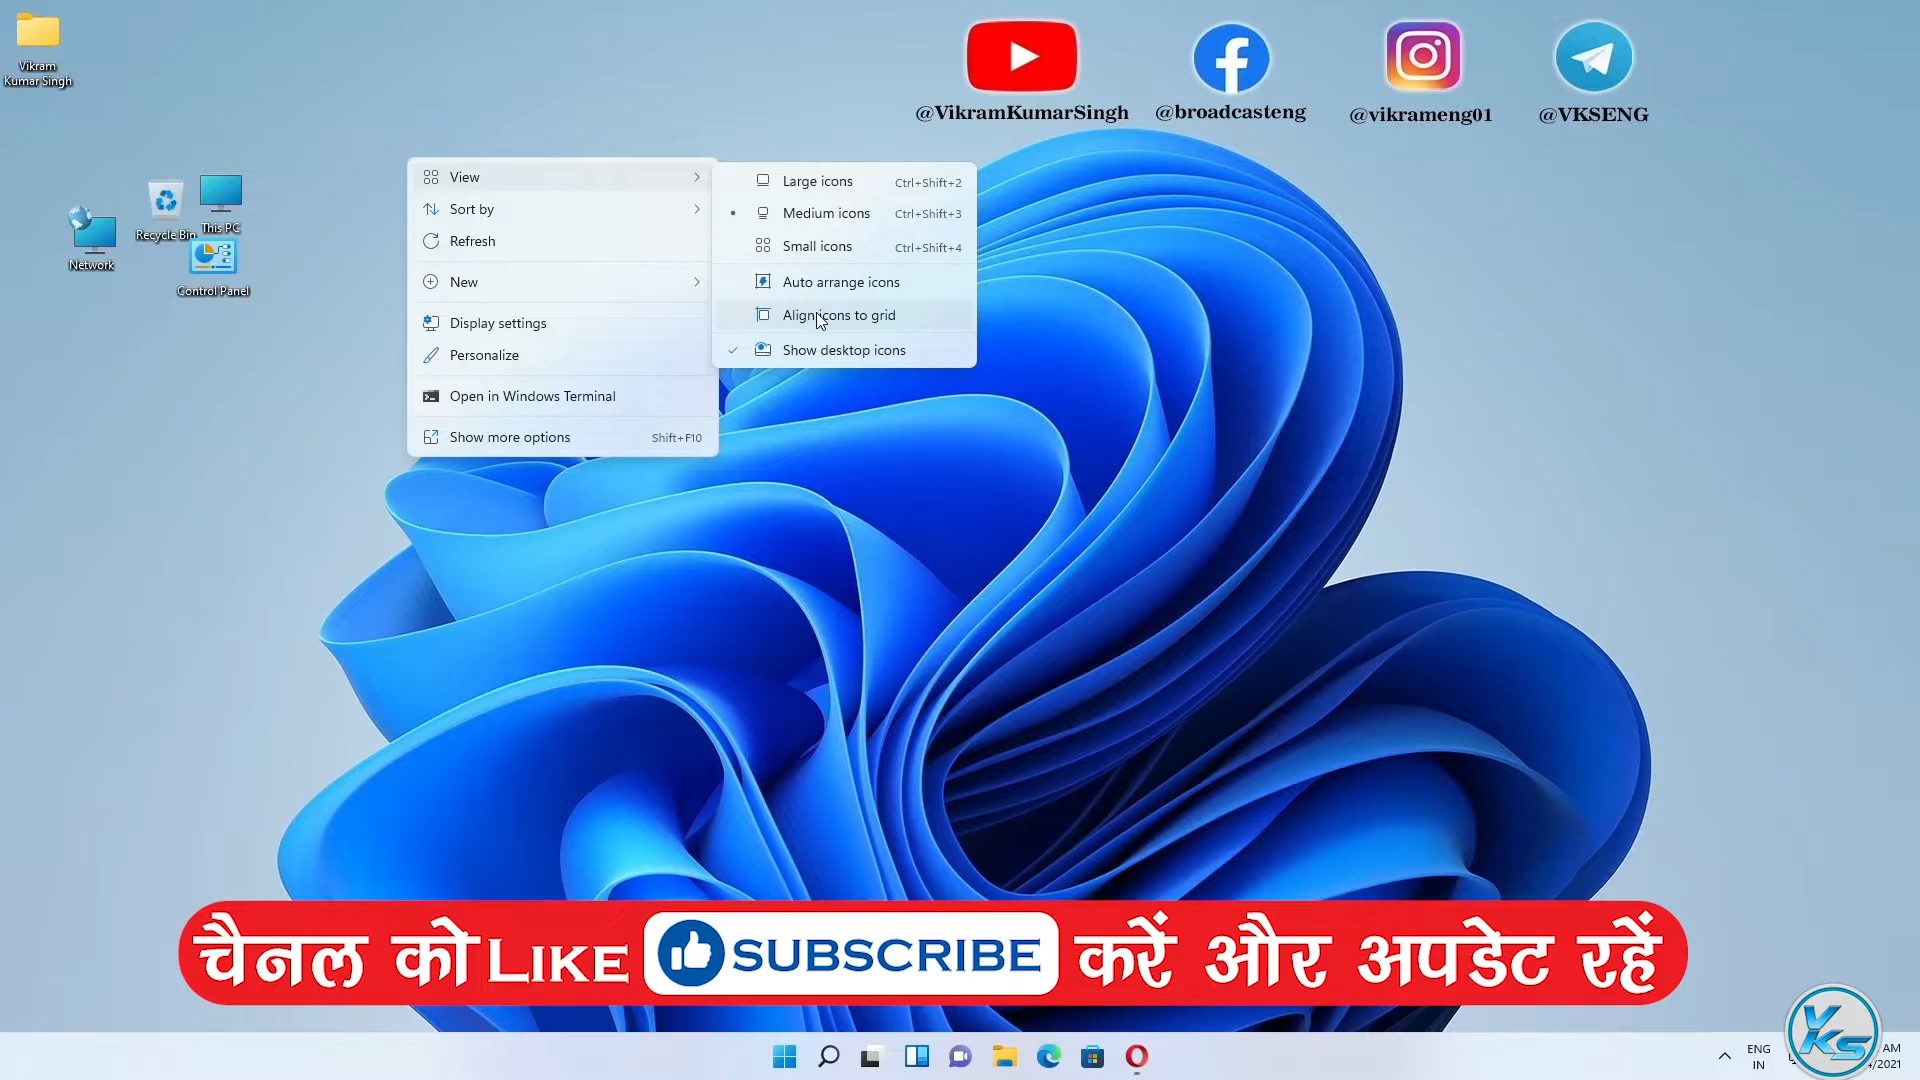 Vikram
Kumar Singh
@VikramKumarSingh
@broadcasteng
@vikrameng01
@VKSENG
Recycle Bin
This PC
Network
Control Panel
View
Sort by
Refresh
New
Display settings
Personalize
Open in Windows Terminal
Show more options Shift+F10
Large icons Ctrl+Shift+2
Medium icons Ctrl+Shift+3
Small icons Ctrl+Shift+4
Auto arrange icons
Align icons to grid
Show desktop icons
चैनल को LIKE SUBSCRIBE करें और अपडेट रहें
ENG
IN
AM
/2021
VKS